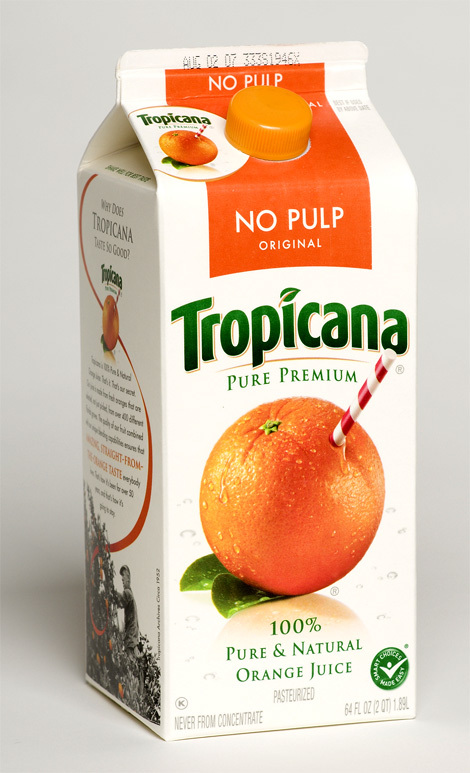 AUG 02 07 33351946X
NO PULP
Tropicana
PURE PREMIUM
NO PULP
ORIGINAL
Tropicana
PURE PREMIUM
®
®
100%
PURE & NATURAL
ORANGE JUICE
PASTEURIZED
SMART CHOICES
MADE EASY
K
NEVER FROM CONCENTRATE
64 FL OZ (2 QT) 1.89L
WHY DOES
TROPICANA
TASTE SO GOOD?
Tropicana
AMAZING, STRAIGHT-FROM-
THE-ORANGE TASTE everybody
Tropicana Archives Circa 1952